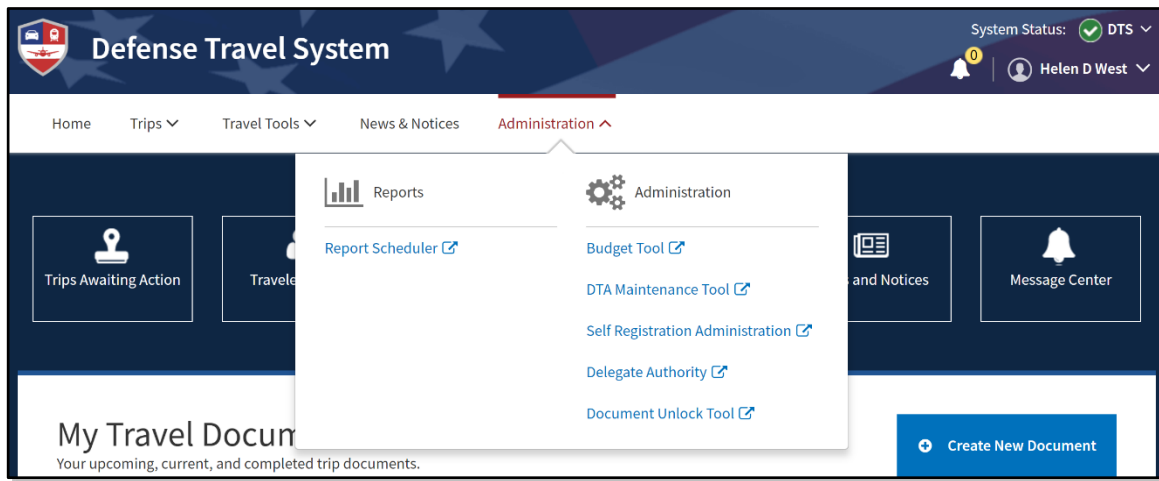 System Status: DTS
Defense Travel System
0
Helen D West
Home Trips Travel Tools News & Notices Administration
Reports
Administration
Report Scheduler
Budget Tool
DTA Maintenance Tool
Self Registration Administration
Delegate Authority
Document Unlock Tool
Trips Awaiting Action
Travele
and Notices
Message Center
My Travel Docum
Your upcoming, current, and completed trip documents.
Create New Document